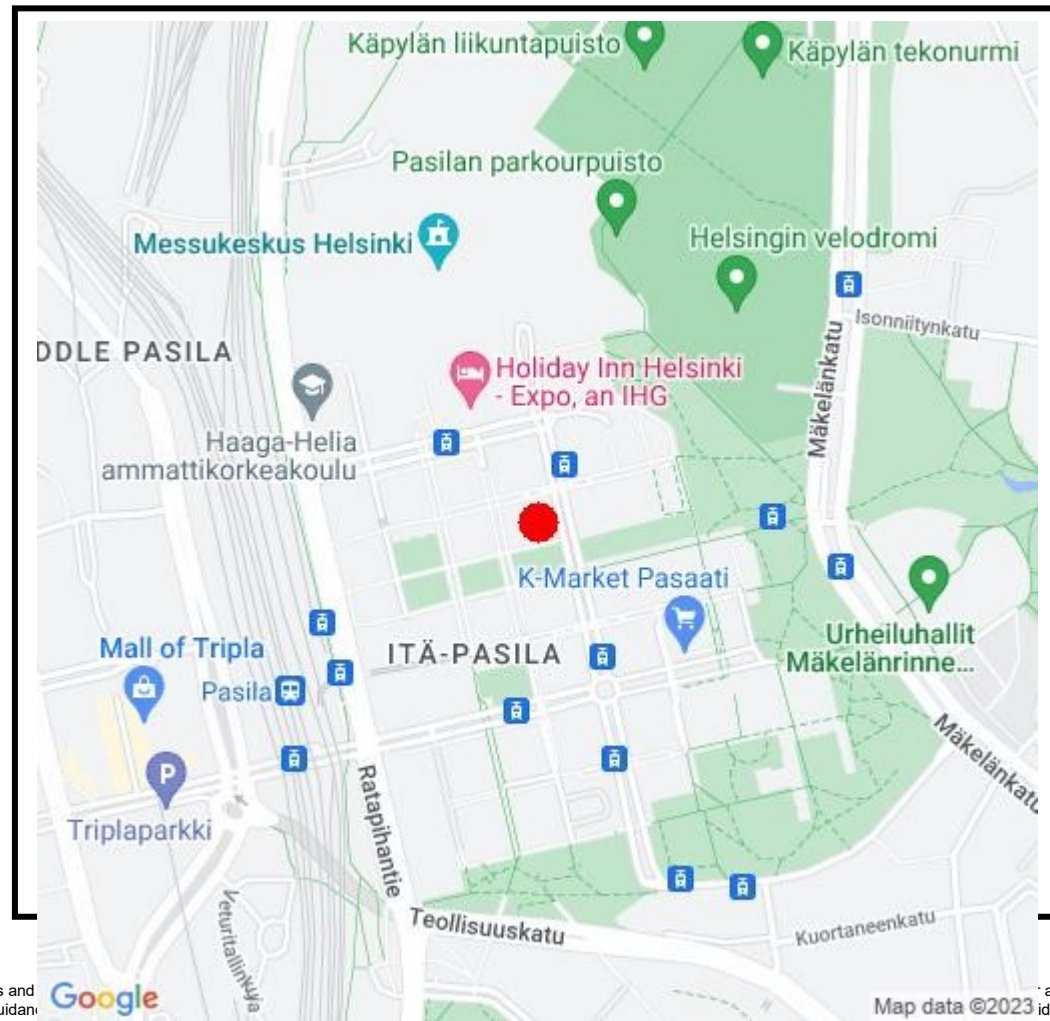 Käpylän liikuntapuisto
Käpylän tekonurmi
Pasilan parkourpuisto
Messukeskus Helsinki
Helsingin velodromi
Isonniitynkatu
DDLE PASILA
Mäkelänkatu
Holiday Inn Helsinki
- Expo, an IHG
Haaga-Helia
ammattikorkeakoulu
K-Market Pasaati
Mall of Tripla
ITÄ-PASILA
Urheiluhallit
Mäkelänrinne...
Pasila
Mäkelänkatu
P
Triplaparkki
Ratapihantie
Veturitallinkuja
Teollisuuskatu
Kuortaneenkatu
s and
Google
Map data ©2023